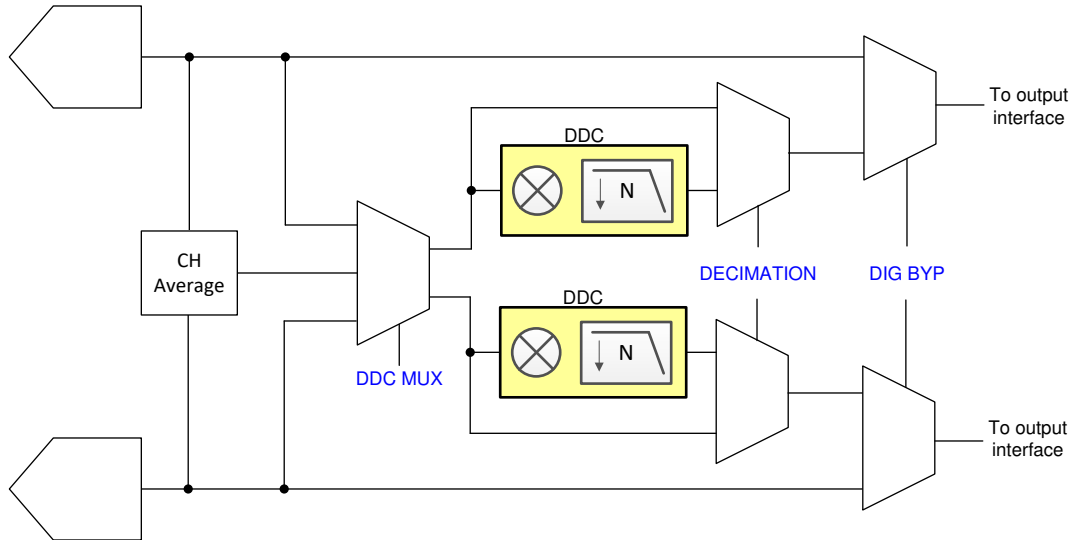 To output
interface
DDC
N
CH
Average
DECIMATION
DIG BYP
DDC
N
DDC MUX
To output
interface